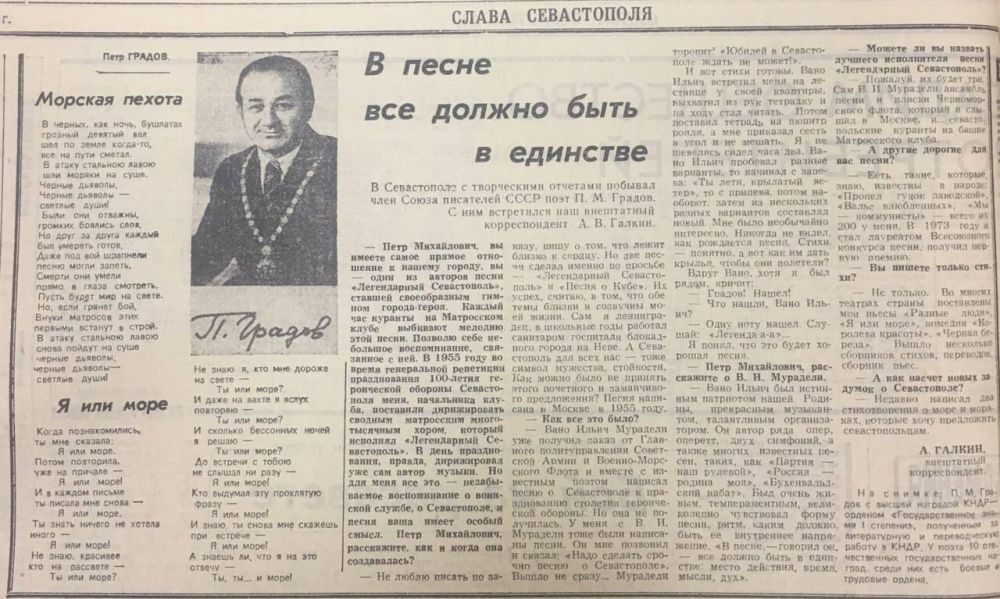 г.
СЛАВА СЕВАСТОПОЛЯ
Петр ГРАДОВ.
Морская пехота
В черных, как ночь, бушлатах
грозный девятый вал
шел по земле когда-то,
все на пути сметал.
В атаку стальною лавою
шли моряки на суше.
Черные дьяволы,
Черные дьяволы —
светлые души!
Были они отважны,
громких боялись слов,
Но друг за друга каждый
был умереть готов,
Даже под вой шрапнели
песню могли запеть,
Смерти они умели
прямо в глаза смотреть.
Пусть будет мир на свете.
Но, если грянет бой,
Внуки матросов этих
первыми встанут в строй.
В атаку стальною лавою
снова пойдут на суше
черные дьяволы,
черные дьяволы—
светлые души!
Я или море
Когда познакомились,
ты мне сказала:
Я или море.
Потом повторила,
уже на причале —
Я или море!
И в каждом письме
ты писала мне снова —
Я или море,
Ты знать ничего не хотела
иного —
Я или море!
Не знаю, красивее
кто на рассвете —
Ты или море?
П. Градов
Не знаю я, кто мне дороже
на свете —
Ты или море?
И даже на вахте я вслух
повторяю —
Ты или море?
И сколько бессонных ночей
я решаю —
Ты или море?
До встречи с тобою
не слышал ни разу —
Я или море!
Кто выдумал эту проклятую
фразу —
Я или море!
И знаю, ты снова мне скажешь
при встрече —
Я или море!
А знаешь ли, что я на это
отвечу —
Ты, ты... и море!
В песне
все должно быть
в единстве
В Севастополе с творческими отчетами побывал
член Союза писателей СССР поэт П. М. Градов.
С ним встретился наш внештатный
корреспондент А. В. Галкин.
— Петр Михайлович, вы
имеете самое прямое отно-
шение к нашему городу, вы
— один из авторов песни
«Легендарный Севастополь»,
ставшей своеобразным гим-
ном города-героя. Каждый
час куранты на Матросском
клубе выбивают мелодию
этой песни. Позволю себе не-
большое воспоминание, свя-
занное с ней. В 1955 году во
время генеральной репетиции
празднования 100-летия ге-
роической обороны Севасто-
поля меня, начальника клу-
ба, поставили дирижировать
сводным матросским много-
тысячным хором, который
исполнял «Легендарный Се-
вастополь». В день праздно-
вания, правда, дирижировал
уже сам автор музыки. Но
для меня все это — незабы-
ваемое воспоминание о воин-
ской службе, о Севастополе, и
песня ваша имеет особый
смысл. Петр Михайлович,
расскажите, как и когда она
создавалась?
— Не люблю писать по за-
казу, пишу о том, что лежит
близко к сердцу. Но две пес-
ни сделал именно по просьбе
— «Легендарный Севасто-
поль» и «Песня о Кубе». Их
успех, считаю, в том, что обе
темы близки и созвучны мо-
ей жизни. Сам я ленингра-
дец, в школьные годы работал
санитаром госпиталя блокад-
ного города на Неве. А Сева-
стополь для всех нас — тоже
символ мужества, стойкости.
Как можно было не принять
этого почетного и заманчиво-
го предложения? Песня напи-
сана в Москве в 1955 году.
— Как все это было?
— Вано Ильич Мурадели
уже получил заказ от Глав-
ного политуправления Совет-
ской Армии и Военно-Мор-
ского Флота и вместе с из-
вестным поэтом написал
песню о Севастополе к
празднованию столетия герои-
ческой обороны. Но она не по-
лучилась. У меня с В. И.
Мурадели тоже были написа-
ны песни. Он мне позвонил
и сказал: «Надо сделать сроч-
но песню о Севастополе».
Вышло не сразу... Мурадели
торопит! «Юбилей в Севасто-
поле ждать не может!».
И вот стихи готовы. Вано
Ильич встретил меня на ле-
стнице у своей квартиры,
выхватил из рук тетрадку и
на ходу стал читать. Потом
поставил тетрадь на пюпитр
рояля, а мне приказал сесть
в угол и не мешать. Я не
шевелясь сидел часа два. Ва-
но Ильич пробовал разные
варианты, то начинал с запе-
ва: «Ты лети, крылатый ве-
тер», то с припева, потом на-
оборот, затем из нескольких
разных вариантов составлял
новый. Мне было необычайно
интересно. Никогда не видел,
как рождается песня. Стихи
— понятно, а вот как им дать
крылья, чтобы они полетели?
Вдруг Вано, хотя я был
рядом, кричит:
— Градов! Нашел!
— Что нашли, Вано Иль-
ич?
— Одну ноту нашел. Слу-
шай: «Легенда-а-а»...
Я понял, что это будет хо-
рошая песня.
— Петр Михайлович, рас-
скажите о В. И. Мурадели.
— Вано Ильич был истин-
ным патриотом нашей Роди-
ны, прекрасным музыкан-
том, талантливым организа-
тором. Он автор ряда опер,
оперетт, двух симфоний, а
также многих известных пе-
сен, таких, как «Партия —
наш рулевой», «Россия —
родина моя», «Бухенвальд-
ский набат». Был очень жи-
вым, темпераментным, вели-
колепно чувствовал форму
песни, ритм, каким должно
быть ее внутреннее напря-
жение. «В песне,— говорил он,
— все должно быть в един-
стве: место действия, время,
мысли, дух».
— Можете ли вы назвать
лучшего исполнителя песни
«Легендарный Севастополь»?
— Пожалуй, их будет три.
Сам В. И. Мурадели, ансамбль
песни и пляски Черномор-
ского флота, который я слы-
шал в Москве, и севасто-
польские куранты на башне
Матросского клуба.
— А другие дорогие для
вас песни?
— Есть такие, которые,
знаю, известны в народе:
«Пропел гудок заводской»,
«Вальс влюбленных», «Мы
— коммунисты» — всего их
200 у меня. В 1973 году я
стал лауреатом Всесоюзного
конкурса песни, получил пер-
вую премию.
— Вы пишете только сти-
хи?
— Не только. Во многих
театрах страны поставлены
мои пьесы «Разные люди»,
«Я или море», комедия «Ко-
ролева красоты», «Черная бе-
реза». Вышло несколько
сборников стихов, переводов,
сборник пьес.
— А как насчет новых за-
думок о Севастополе?
— Недавно написал два
стихотворения о море и моря-
ках, которые хочу предложить
севастопольцам.
А. ГАЛКИН,
внештатный
корреспондент.
На снимке: П. М. Гра-
дов с высшей наградой КНДР—
орденом «Государственное зна-
мя I степени», полученным за
литературную и переводческую
работу в КНДР. У поэта 10 оте-
чественных государственных на-
град, среди них есть боевые и
трудовые ордена.